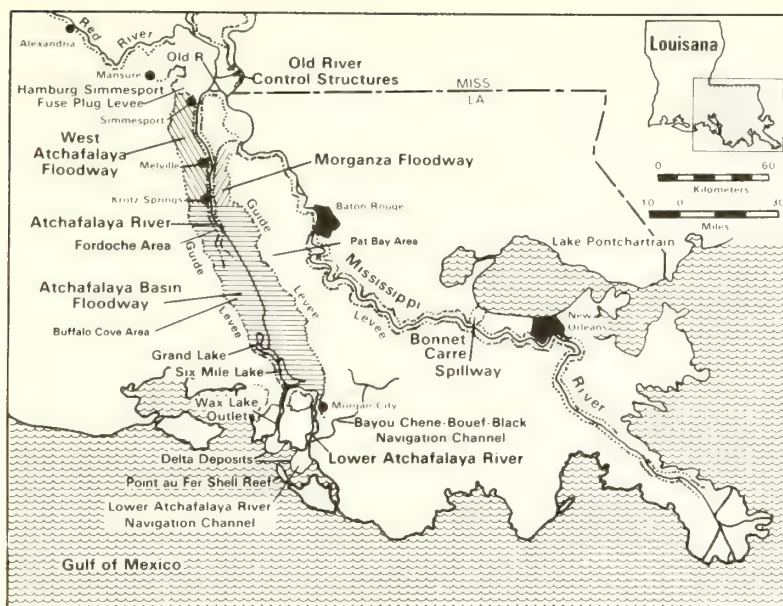 Alexandria
Red
River
Old R
Old River
Control Structures
Mansure
Hamburg Simmesport
Fuse Plug Levee
Simmesport
West
Atchafalaya
Floodway
Melville
Krotz Springs
Morganza Floodway
Atchafalaya River
Fordoche Area
Guide
Guide
Levee
Levee
Pat Bay Area
Atchafalaya Basin
Floodway
Buffalo Cove Area
Grand Lake
Six Mile Lake
Wax Lake
Outlet
Morgan City
Bayou Chene-Bouef-Black
Navigation Channel
Delta Deposits
Lower Atchafalaya River
Point au Fer Shell Reef
Lower Atchafalaya River
Navigation Channel
Gulf of Mexico
MISS
LA
Baton Rouge
Mississippi
River
Levee
Bonnet
Carre
Spillway
Lake Pontchartrain
New
Orleans
Louisana
0 60
Kilometers
10 0 30
Miles